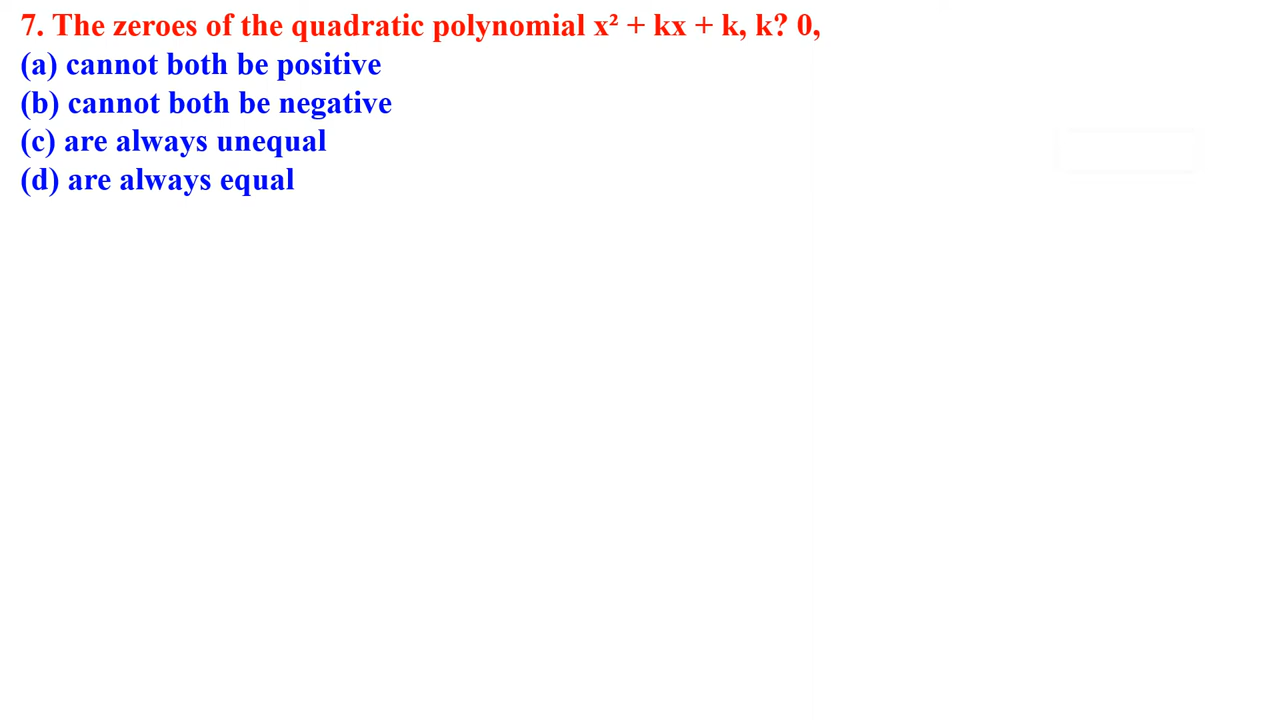 7. The zeroes of the quadratic polynomial x² + kx + k, k? 0,
(a) cannot both be positive
(b) cannot both be negative
(c) are always unequal
(d) are always equal